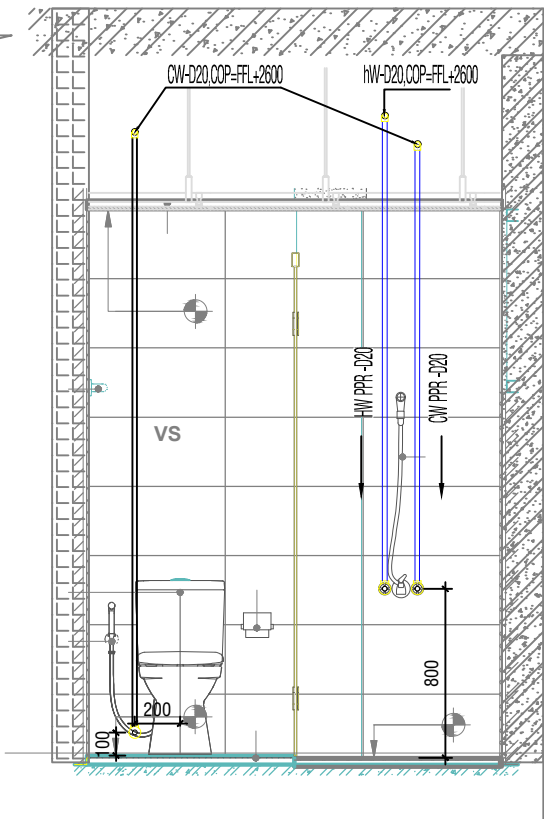 CW-D20,COP=FFL+2600
hW-D20,COP=FFL+2600
HW PPR -D20
CW PPR -D20
VS
200
100
800